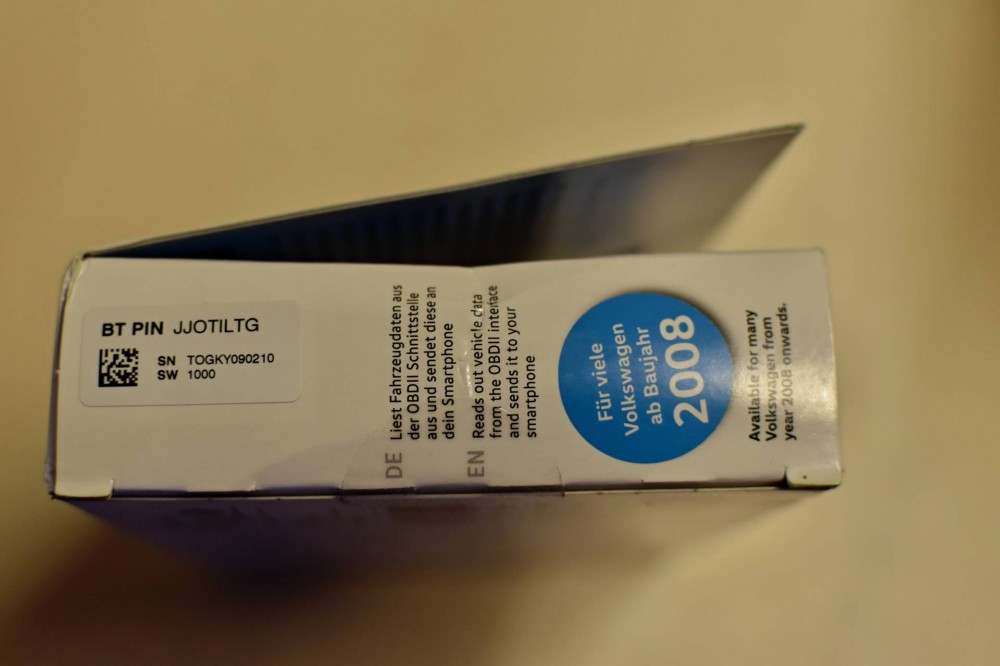 BT PIN JJOTILTG
SN TOGKY090210
SW 1000
DE
Liest Fahrzeugdaten aus
der OBDII Schnittstelle
aus und sendet diese an
dein Smartphone
EN
Reads out vehicle data
from the OBDII interface
and sends it to your
smartphone
Für viele
Volkswagen
ab Baujahr
2008
Available for many
Volkswagen from
year 2008 onwards.